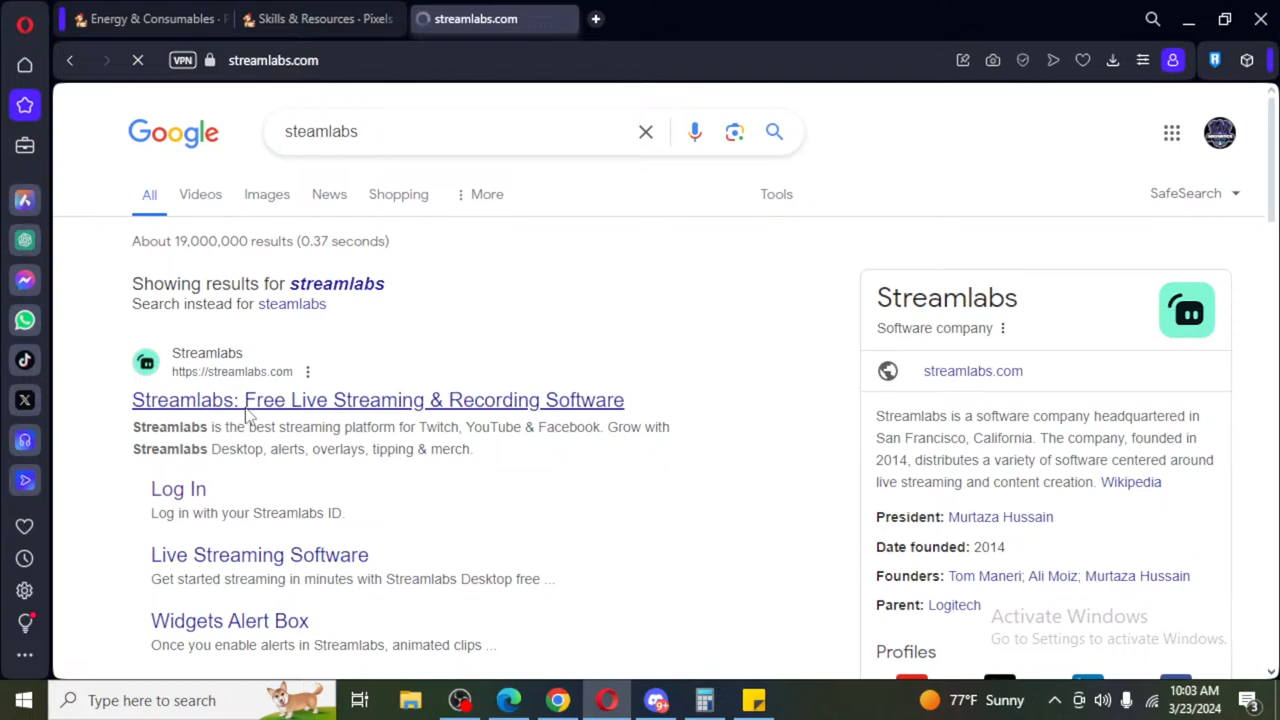 Energy & Consumables · P
Skills & Resources · Pixels
streamlabs.com
VPN
streamlabs.com
Google
steamlabs
All
Videos
Images
News
Shopping
More
Tools
SafeSearch
About 19,000,000 results (0.37 seconds)
Showing results for streamlabs
Search instead for steamlabs
Streamlabs
https://streamlabs.com
Streamlabs: Free Live Streaming & Recording Software
Streamlabs is the best streaming platform for Twitch, YouTube & Facebook. Grow with
Streamlabs Desktop, alerts, overlays, tipping & merch.
Log In
Log in with your Streamlabs ID.
Live Streaming Software
Get started streaming in minutes with Streamlabs Desktop free ...
Widgets Alert Box
Once you enable alerts in Streamlabs, animated clips ...
Streamlabs
Software company
streamlabs.com
Streamlabs is a software company headquartered in
San Francisco, California. The company, founded in
2014, distributes a variety of software centered around
live streaming and content creation. Wikipedia
President: Murtaza Hussain
Date founded: 2014
Founders: Tom Maneri; Ali Moiz; Murtaza Hussain
Parent: Logitech
Profiles
Activate Windows
Go to Settings to activate Windows.
Type here to search
9+
77°F Sunny
10:03 AM
3/23/2024
3